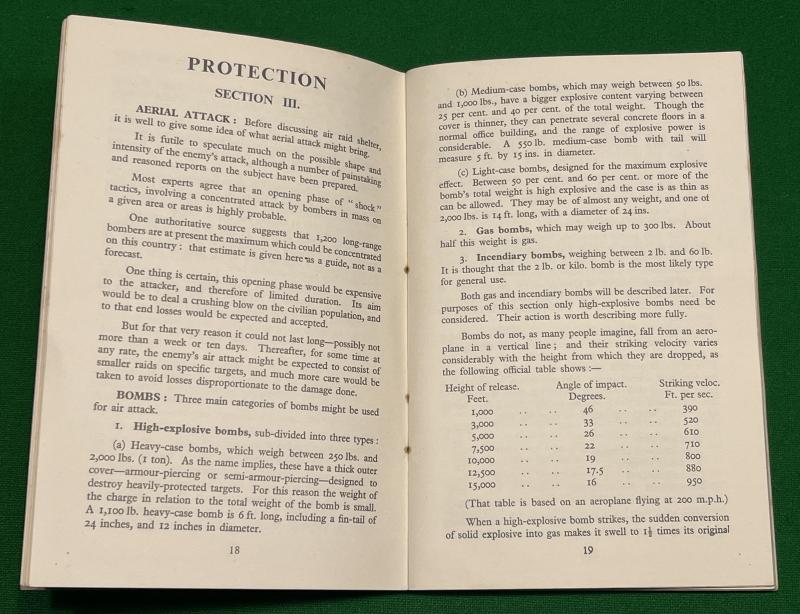 PROTECTION
SECTION III.
AERIAL ATTACK : Before discussing air raid shelter,
it is well to give some idea of what aerial attack might bring.
It is futile to speculate much on the possible shape and
intensity of the enemy's attack, although a number of painstaking
and reasoned reports on the subject have been prepared.
Most experts agree that an opening phase of "shock"
tactics, involving a concentrated attack by bombers in mass on
a given area or areas is highly probable.
One authoritative source suggests that 1,200 long-range
bombers are at present the maximum which could be concentrated
on this country : that estimate is given here as a guide, not as a
forecast.
One thing is certain, this opening phase would be expensive
to the attacker, and therefore of limited duration. Its aim
would be to deal a crushing blow on the civilian population, and
to that end losses would be expected and accepted.
But for that very reason it could not last long—possibly not
more than a week or ten days. Thereafter, for some time at
any rate, the enemy's air attack might be expected to consist of
smaller raids on specific targets, and much more care would be
taken to avoid losses disproportionate to the damage done.
BOMBS : Three main categories of bombs might be used
for air attack.
1. High-explosive bombs, sub-divided into three types :
(a) Heavy-case bombs, which weigh between 250 lbs. and
2,000 lbs. (1 ton). As the name implies, these have a thick outer
cover—armour-piercing or semi-armour-piercing—designed to
destroy heavily-protected targets. For this reason the weight of
the charge in relation to the total weight of the bomb is small.
A 1,100 lb. heavy-case bomb is 6 ft. long, including a fin-tail of
24 inches, and 12 inches in diameter.
18
(b) Medium-case bombs, which may weigh between 50 lbs.
and 1,000 lbs., have a bigger explosive content varying between
25 per cent. and 40 per cent. of the total weight. Though the
cover is thinner, they can penetrate several concrete floors in a
normal office building, and the range of explosive power is
considerable. A 550 lb. medium-case bomb with tail will
measure 5 ft. by 15 ins. in diameter.
(c) Light-case bombs, designed for the maximum explosive
effect. Between 50 per cent. and 60 per cent. or more of the
bomb's total weight is high explosive and the case is as thin as
can be allowed. They may be of almost any weight, and one of
2,000 lbs. is 14 ft. long, with a diameter of 24 ins.
2. Gas bombs, which may weigh up to 300 lbs. About
half this weight is gas.
3. Incendiary bombs, weighing between 2 lb. and 60 lb.
It is thought that the 2 lb. or kilo. bomb is the most likely type
for general use.
Both gas and incendiary bombs will be described later. For
purposes of this section only high-explosive bombs need be
considered. Their action is worth describing more fully.
Bombs do not, as many people imagine, fall from an aero-
plane in a vertical line ; and their striking velocity varies
considerably with the height from which they are dropped, as
the following official table shows :—
Height of release. Angle of impact. Striking veloc.
Feet. Degrees. Ft. per sec.
1,000 .. .. 46 .. .. 390
3,000 .. .. 33 .. .. 520
5,000 .. .. 26 .. .. 610
7,500 .. .. 22 .. .. 710
10,000 .. .. 19 .. .. 800
12,500 .. .. 17.5 .. .. 880
15,000 .. .. 16 .. .. 950
(That table is based on an aeroplane flying at 200 m.p.h.)
When a high-explosive bomb strikes, the sudden conversion
of solid explosive into gas makes it swell to 1½ times its original
19